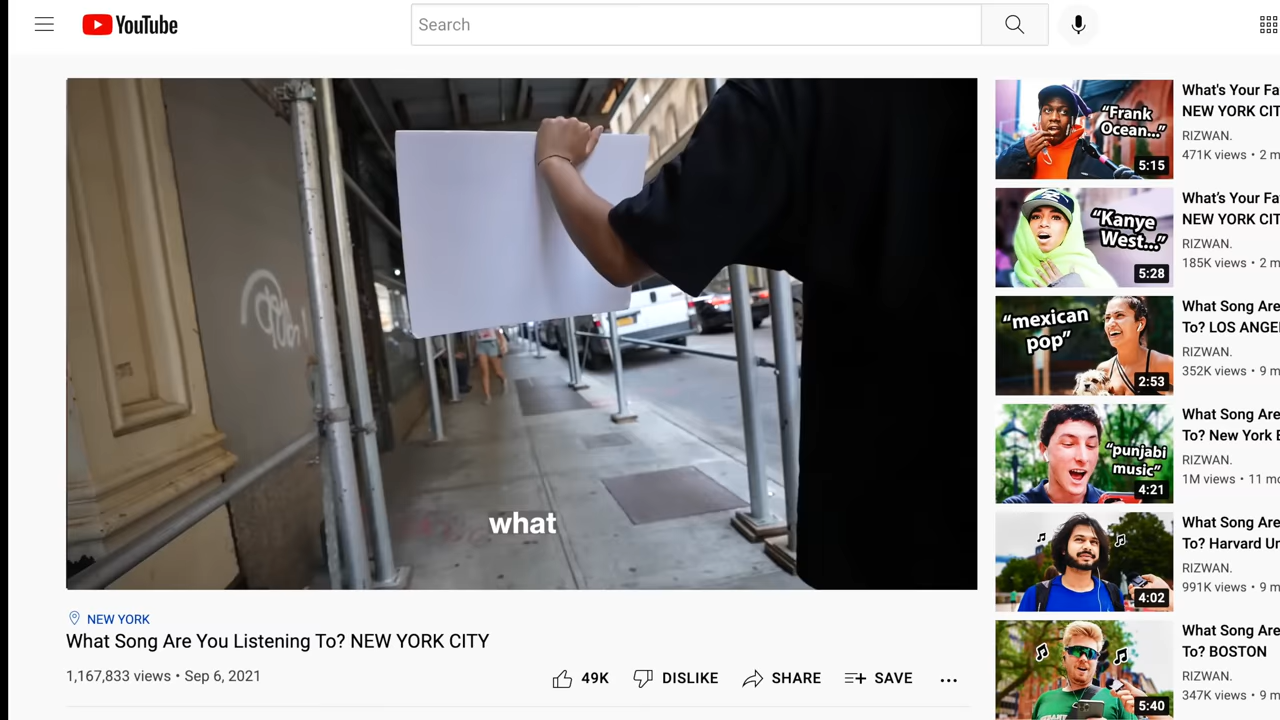 YouTube
Search
what
NEW YORK
What Song Are You Listening To? NEW YORK CITY
1,167,833 views • Sep 6, 2021
49K
DISLIKE
SHARE
SAVE
"Frank
Ocean..."
5:15
What's Your Fa
NEW YORK CIT
RIZWAN.
471K views • 2 m
"Kanye
West..."
5:28
What's Your Fa
NEW YORK CIT
RIZWAN.
185K views • 2 m
"mexican
pop"
2:53
What Song Are
To? LOS ANGE
RIZWAN.
352K views • 9 m
"punjabi
music"
4:21
What Song Are
To? New York
RIZWAN.
1M views • 11 mo
4:02
What Song Are
To? Harvard Un
RIZWAN.
991K views • 9 m
5:40
What Song Are
To? BOSTON
RIZWAN.
347K views • 9 m